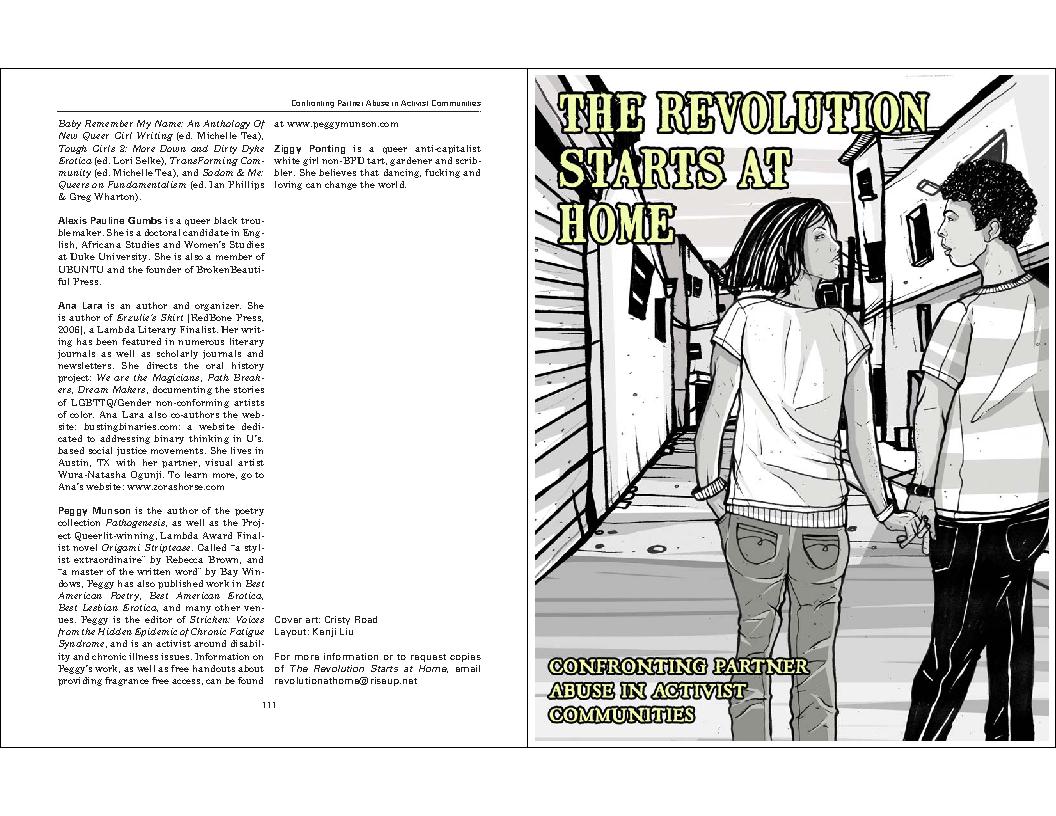 Confronting Partner Abuse in Activist Communities
Baby Remember My Name: An Anthology Of
New Queer Girl Writing (ed. Michelle Tea),
Tough Girls 2: More Down and Dirty Dyke
Erotica (ed. Lori Selke), TransForming Com-
munity (ed. Michelle Tea), and Sodom & Me:
Queers on Fundamentalism (ed. Ian Phillips
& Greg Wharton).
Alexis Pauline Gumbs is a queer black trou-
blemaker. She is a doctoral candidate in Eng-
lish, Africana Studies and Women's Studies
at Duke University. She is also a member of
UBUNTU and the founder of BrokenBeauti-
ful Press.
Ana Lara is an author and organizer. She
is author of Erzulie's Skirt (RedBone Press,
2006), a Lambda Literary Finalist. Her writ-
ing has been featured in numerous literary
journals as well as scholarly journals and
newsletters. She directs the oral history
project: We are the Magicians, Path Break-
ers, Dream Makers, documenting the stories
of LGBTTQ/Gender non-conforming artists
of color. Ana Lara also co-authors the web-
site: bustingbinaries.com: a website dedi-
cated to addressing binary thinking in U.S.
based social justice movements. She lives in
Austin, TX with her partner, visual artist
Wura-Natasha Ogunji. To learn more, go to
Ana's website: www.zorashorse.com
Peggy Munson is the author of the poetry
collection Pathogenesis, as well as the Proj-
ect Queerlit-winning, Lambda Award Final-
ist novel Origami Striptease. Called "a styl-
ist extraordinaire" by Rebecca Brown, and
"a master of the written word" by Bay Win-
dows, Peggy has also published work in Best
American Poetry, Best American Erotica,
Best Lesbian Erotica, and many other ven-
ues. Peggy is the editor of Stricken: Voices
from the Hidden Epidemic of Chronic Fatigue
Syndrome, and is an activist around disabil-
ity and chronic illness issues. Information on
Peggy's work, as well as free handouts about
providing fragrance free access, can be found
at www.peggymunson.com
Ziggy Ponting is a queer anti-capitalist
white girl non-BPD tart, gardener and scrib-
bler. She believes that dancing, fucking and
loving can change the world.
Cover art: Cristy Road
Layout: Kenji Liu
For more information or to request copies
of The Revolution Starts at Home, email
revolutionathome@riseup.net
111
THE REVOLUTION
STARTS AT
HOME
CONFRONTING PARTNER
ABUSE IN ACTIVIST
COMMUNITIES